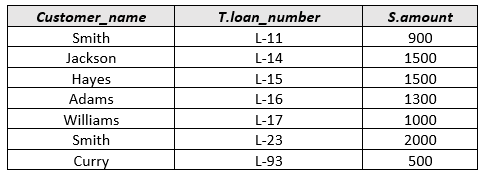 Customer_name T.loan_number S.amount
Smith L-11 900
Jackson L-14 1500
Hayes L-15 1500
Adams L-16 1300
Williams L-17 1000
Smith L-23 2000
Curry L-93 500